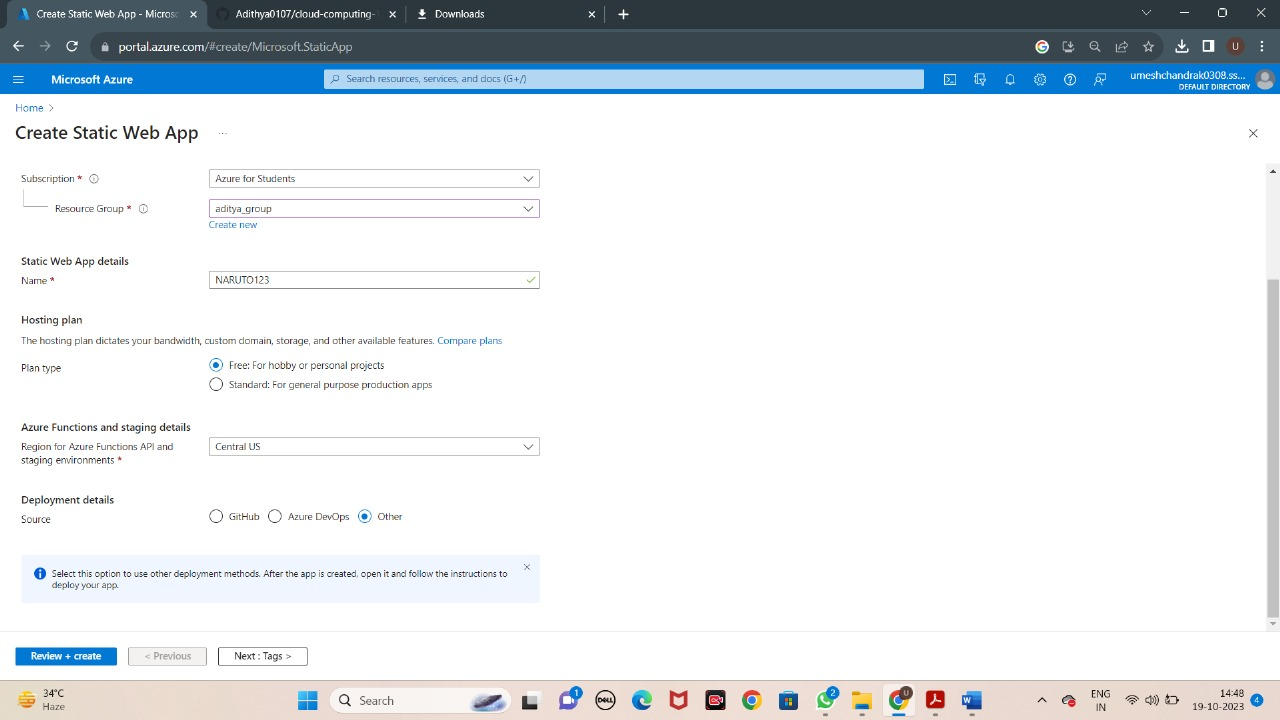 Create Static Web App - Micros
Adithya0107/cloud-computing-
Downloads
portal.azure.com/#create/Microsoft.StaticApp
U
Microsoft Azure
Search resources, services, and docs (G+/)
umeshchandrak0308.ss...
DEFAULT DIRECTORY
Home >
Create Static Web App ...
Subscription *
Azure for Students
Resource Group *
aditya_group
Create new
Static Web App details
Name *
NARUTO123
Hosting plan
The hosting plan dictates your bandwidth, custom domain, storage, and other available features. Compare plans
Plan type
Free: For hobby or personal projects
Standard: For general purpose production apps
Azure Functions and staging details
Region for Azure Functions API and
staging environments *
Central US
Deployment details
Source
GitHub
Azure DevOps
Other
Select this option to use other deployment methods. After the app is created, open it and follow the instructions to
deploy your app.
Review + create
< Previous
Next : Tags >
34°C
Haze
Search
1
DELL
2
U
ENG
IN
14:48
19-10-2023
4